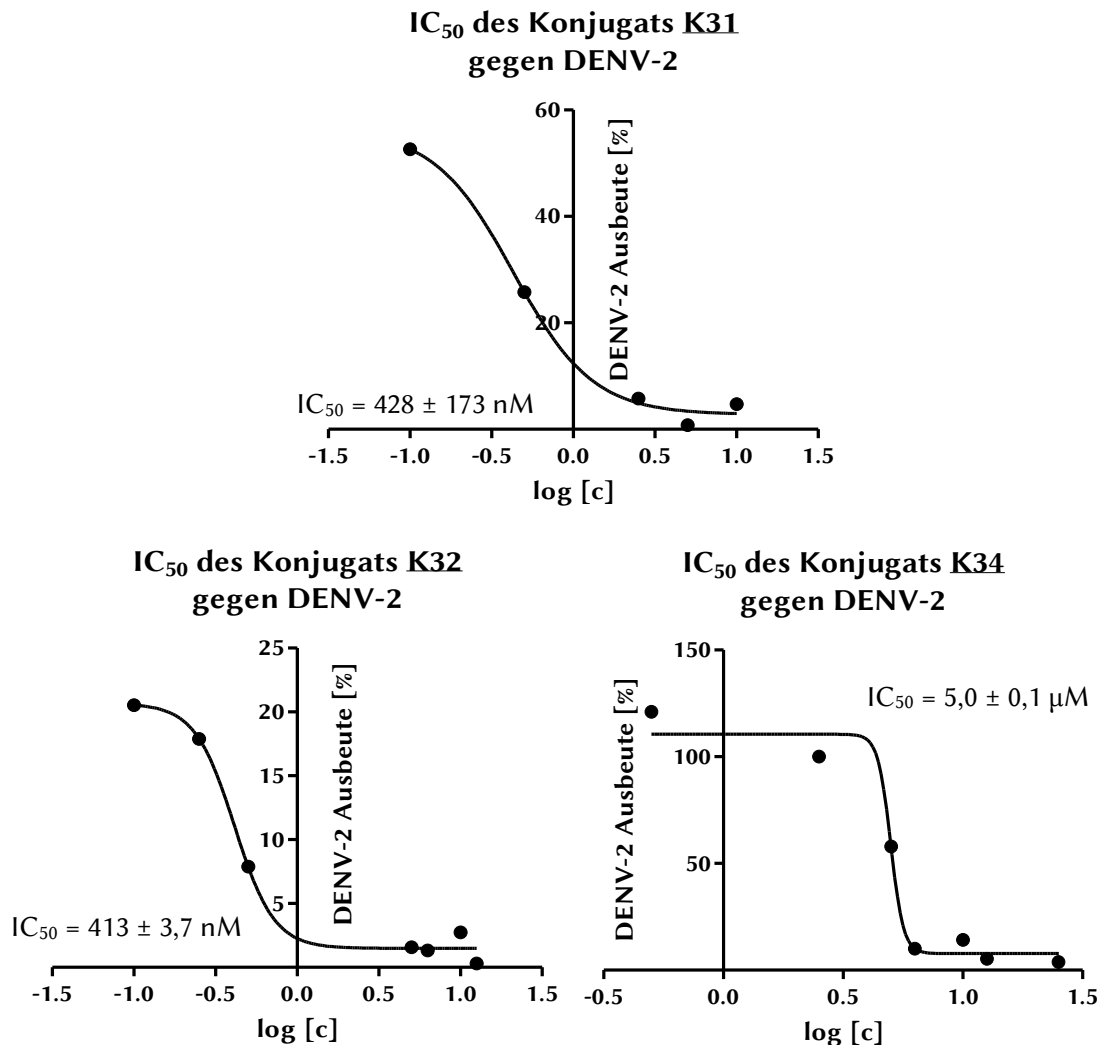 IC₅₀ des Konjugats K31
gegen DENV-2
60
40
20
DENV-2 Ausbeute [%]
IC₅₀ = 428 ± 173 nM
-1.5 -1.0 -0.5 0.0 0.5 1.0 1.5
log [c]
IC₅₀ des Konjugats K32
gegen DENV-2
25
20
15
10
5
DENV-2 Ausbeute [%]
IC₅₀ = 413 ± 3,7 nM
-1.5 -1.0 -0.5 0.0 0.5 1.0 1.5
log [c]
IC₅₀ des Konjugats K34
gegen DENV-2
150
100
50
DENV-2 Ausbeute [%]
IC₅₀ = 5,0 ± 0,1 µM
-0.5 0.0 0.5 1.0 1.5
log [c]